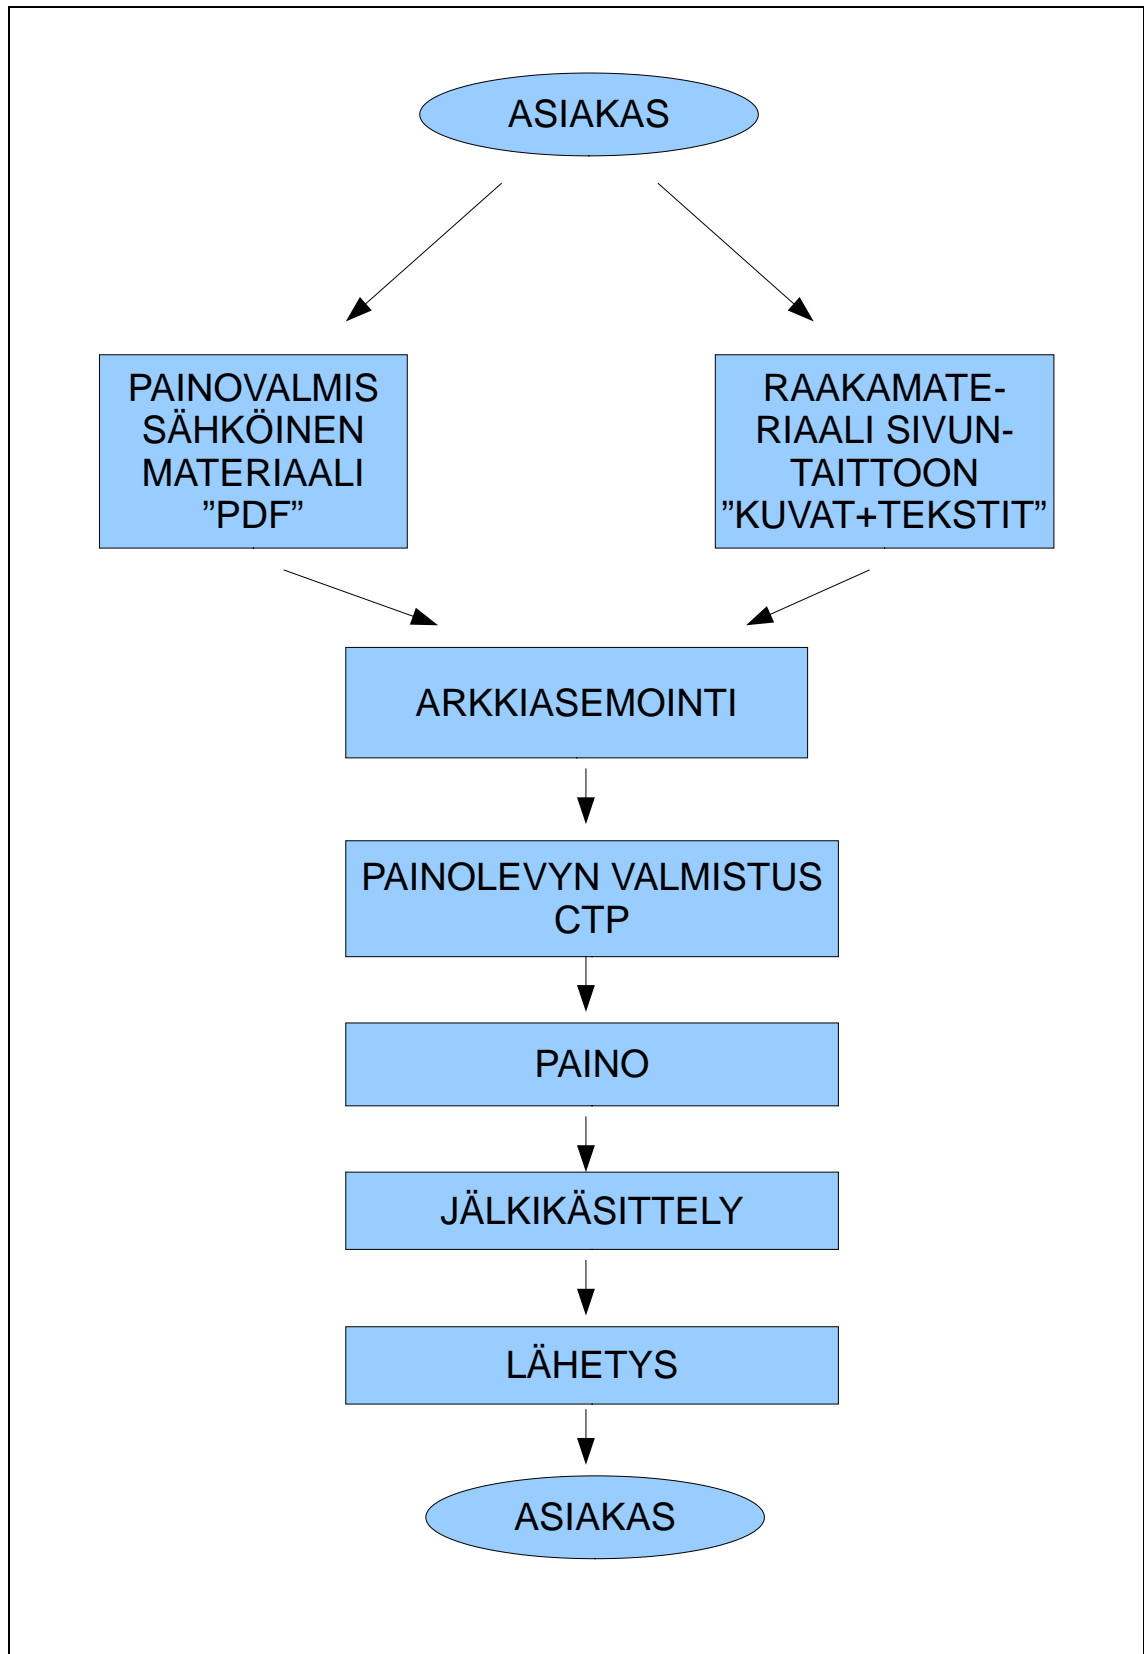 ASIAKAS
PAINOVALMIS
SÄHKÖINEN
MATERIAALI
”PDF”
RAAKAMATE-
RIAALI SIVUN-
TAITTOON
”KUVAT+TEKSTIT”
ARKKIASEMOINTI
PAINOLEVYN VALMISTUS
CTP
PAINO
JÄLKIKÄSITTELY
LÄHETYS
ASIAKAS